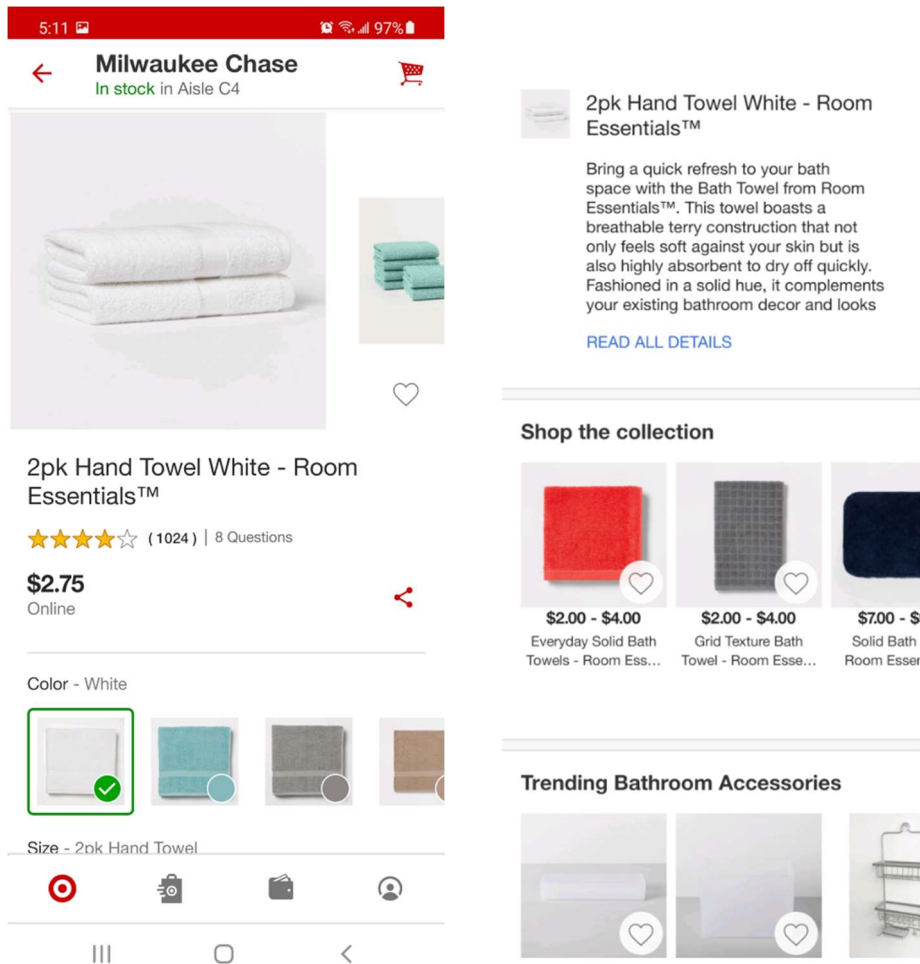 5:11
97%
Milwaukee Chase
In stock in Aisle C4
2pk Hand Towel White - Room
Essentials™
(1024) | 8 Questions
$2.75
Online
Color - White
Size - 2pk Hand Towel
2pk Hand Towel White - Room
Essentials™
Bring a quick refresh to your bath
space with the Bath Towel from Room
Essentials™. This towel boasts a
breathable terry construction that not
only feels soft against your skin but is
also highly absorbent to dry off quickly.
Fashioned in a solid hue, it complements
your existing bathroom decor and looks
READ ALL DETAILS
Shop the collection
$2.00 - $4.00
Everyday Solid Bath
Towels - Room Ess...
$2.00 - $4.00
Grid Texture Bath
Towel - Room Esse...
$7.00 - $
Solid Bath
Room Esser
Trending Bathroom Accessories